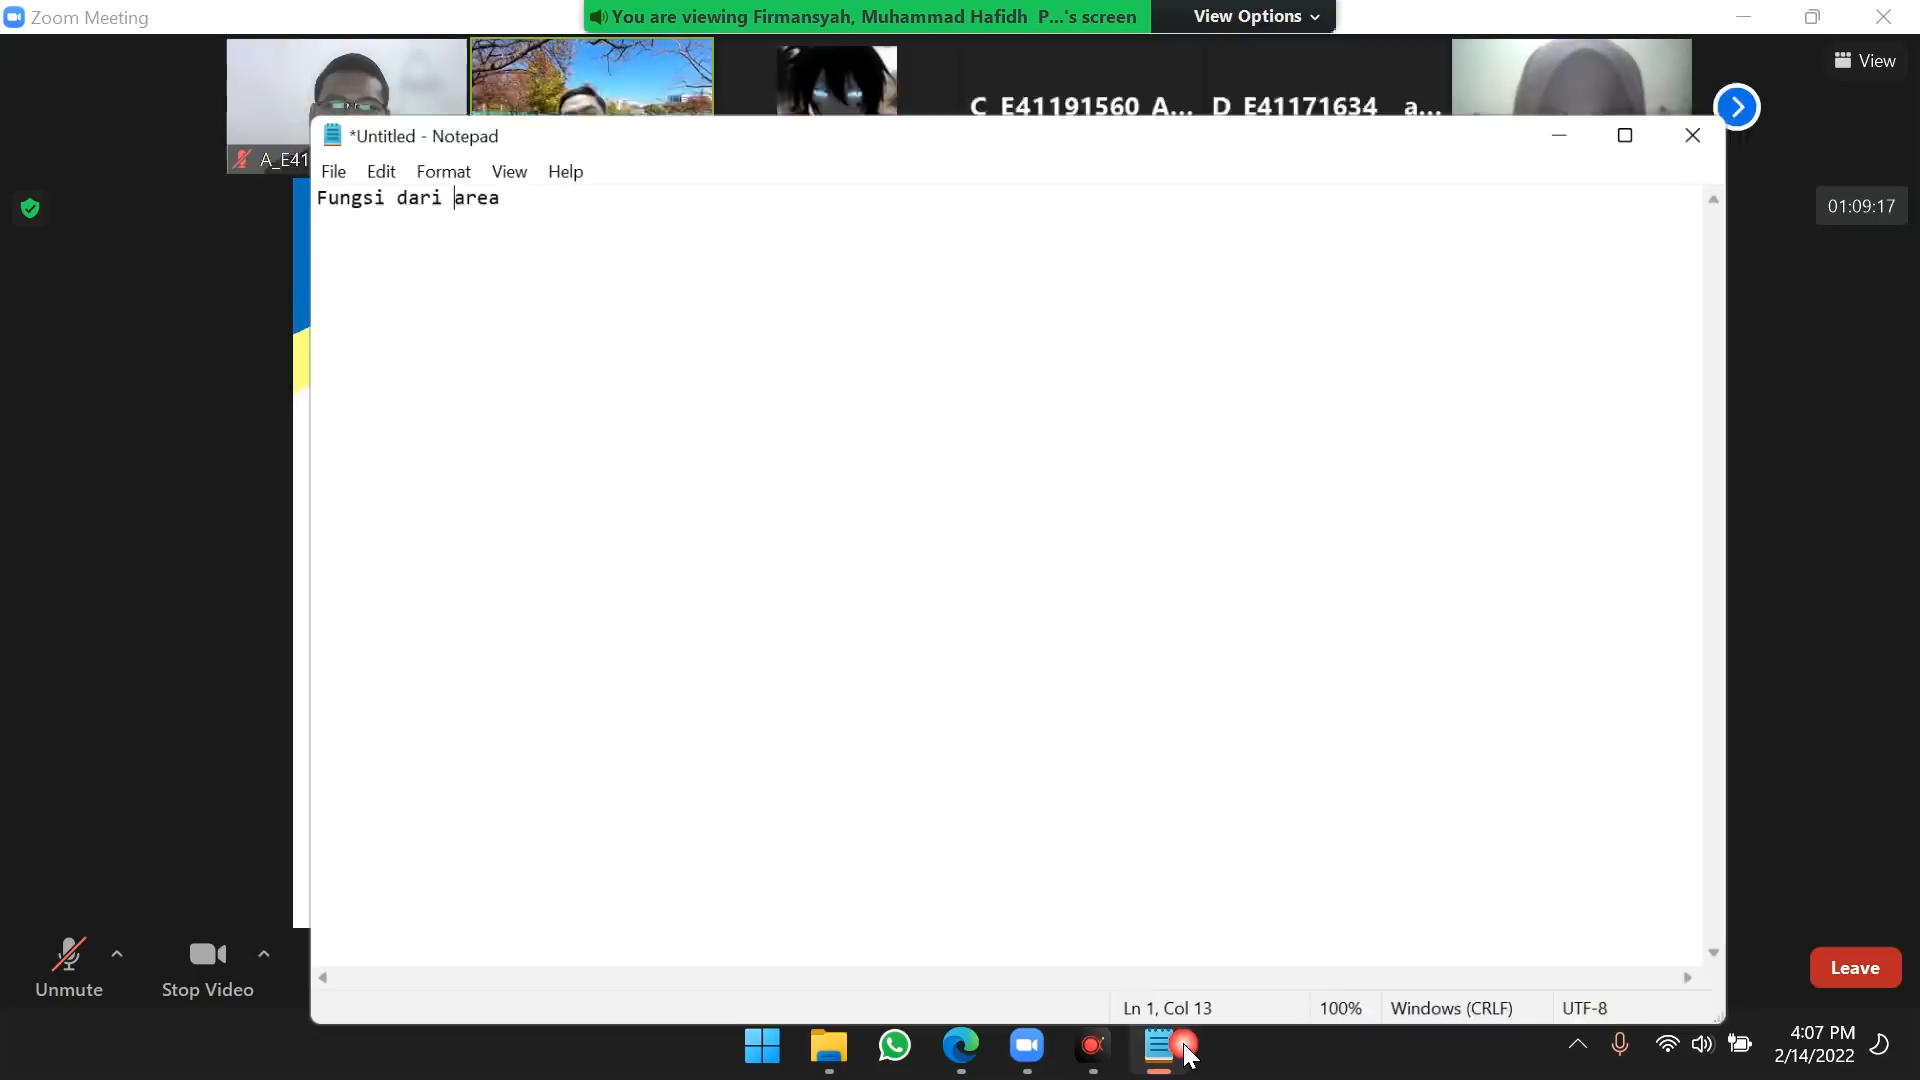 Zoom Meeting
You are viewing Firmansyah, Muhammad Hafidh P...'s screen
View Options
View
C_E41191560_A...
D_E41171634_a...
A_E41
*Untitled - Notepad
File Edit Format View Help
Fungsi dari area
01:09:17
Unmute
Stop Video
Leave
Ln 1, Col 13
100%
Windows (CRLF)
UTF-8
4:07 PM
2/14/2022